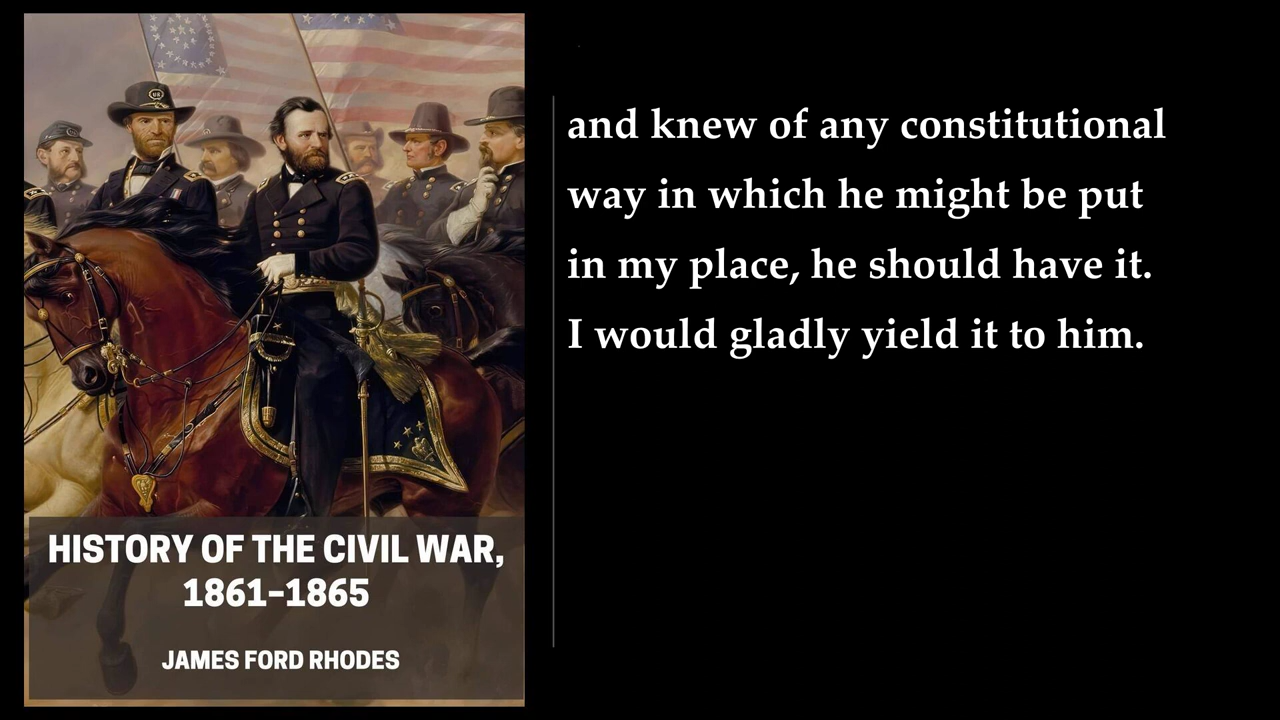 and knew of any constitutional
way in which he might be put
in my place, he should have it.
I would gladly yield it to him.
HISTORY OF THE CIVIL WAR,
1861–1865
JAMES FORD RHODES